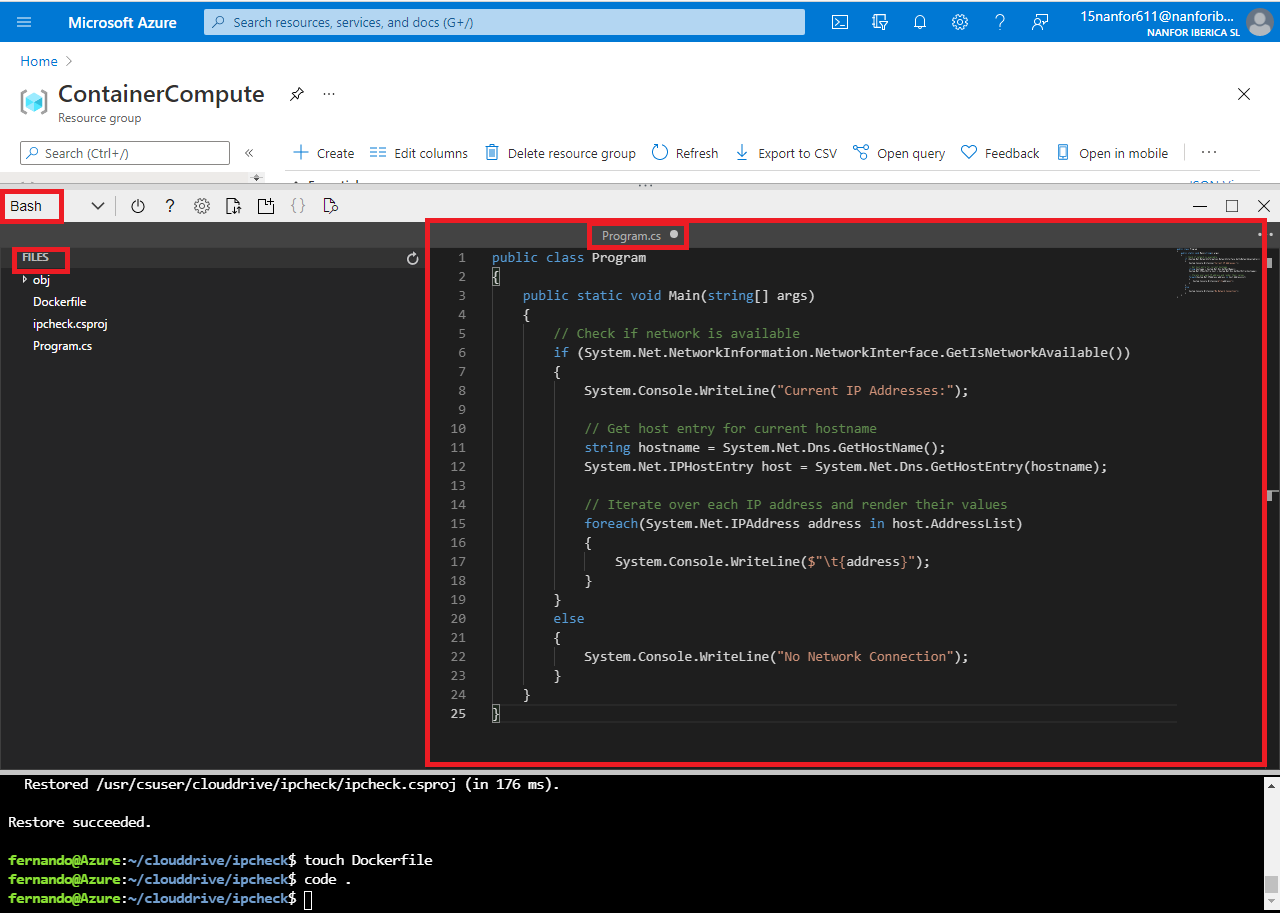 Microsoft Azure
Search resources, services, and docs (G+/)
15nanfor611@nanforib...
NANFOR IBERICA SL
Home
ContainerCompute
...
Resource group
Search (Ctrl+/)
«
Create
Edit columns
Delete resource group
Refresh
Export to CSV
Open query
Feedback
Open in mobile
...
Bash
?
{}
Program.cs
FILES
obj
Dockerfile
ipcheck.csproj
Program.cs
1 public class Program
2 {
3 public static void Main(string[] args)
4 {
5 // Check if network is available
6 if (System.Net.NetworkInformation.NetworkInterface.GetIsNetworkAvailable())
7 {
8 System.Console.WriteLine("Current IP Addresses:");
9
10 // Get host entry for current hostname
11 string hostname = System.Net.Dns.GetHostName();
12 System.Net.IPHostEntry host = System.Net.Dns.GetHostEntry(hostname);
13
14 // Iterate over each IP address and render their values
15 foreach(System.Net.IPAddress address in host.AddressList)
16 {
17 System.Console.WriteLine($"\t{address}");
18 }
19 }
20 else
21 {
22 System.Console.WriteLine("No Network Connection");
23 }
24 }
25 }
Restored /usr/csuser/clouddrive/ipcheck/ipcheck.csproj (in 176 ms).
Restore succeeded.
fernando@Azure:~/clouddrive/ipcheck$ touch Dockerfile
fernando@Azure:~/clouddrive/ipcheck$ code .
fernando@Azure:~/clouddrive/ipcheck$